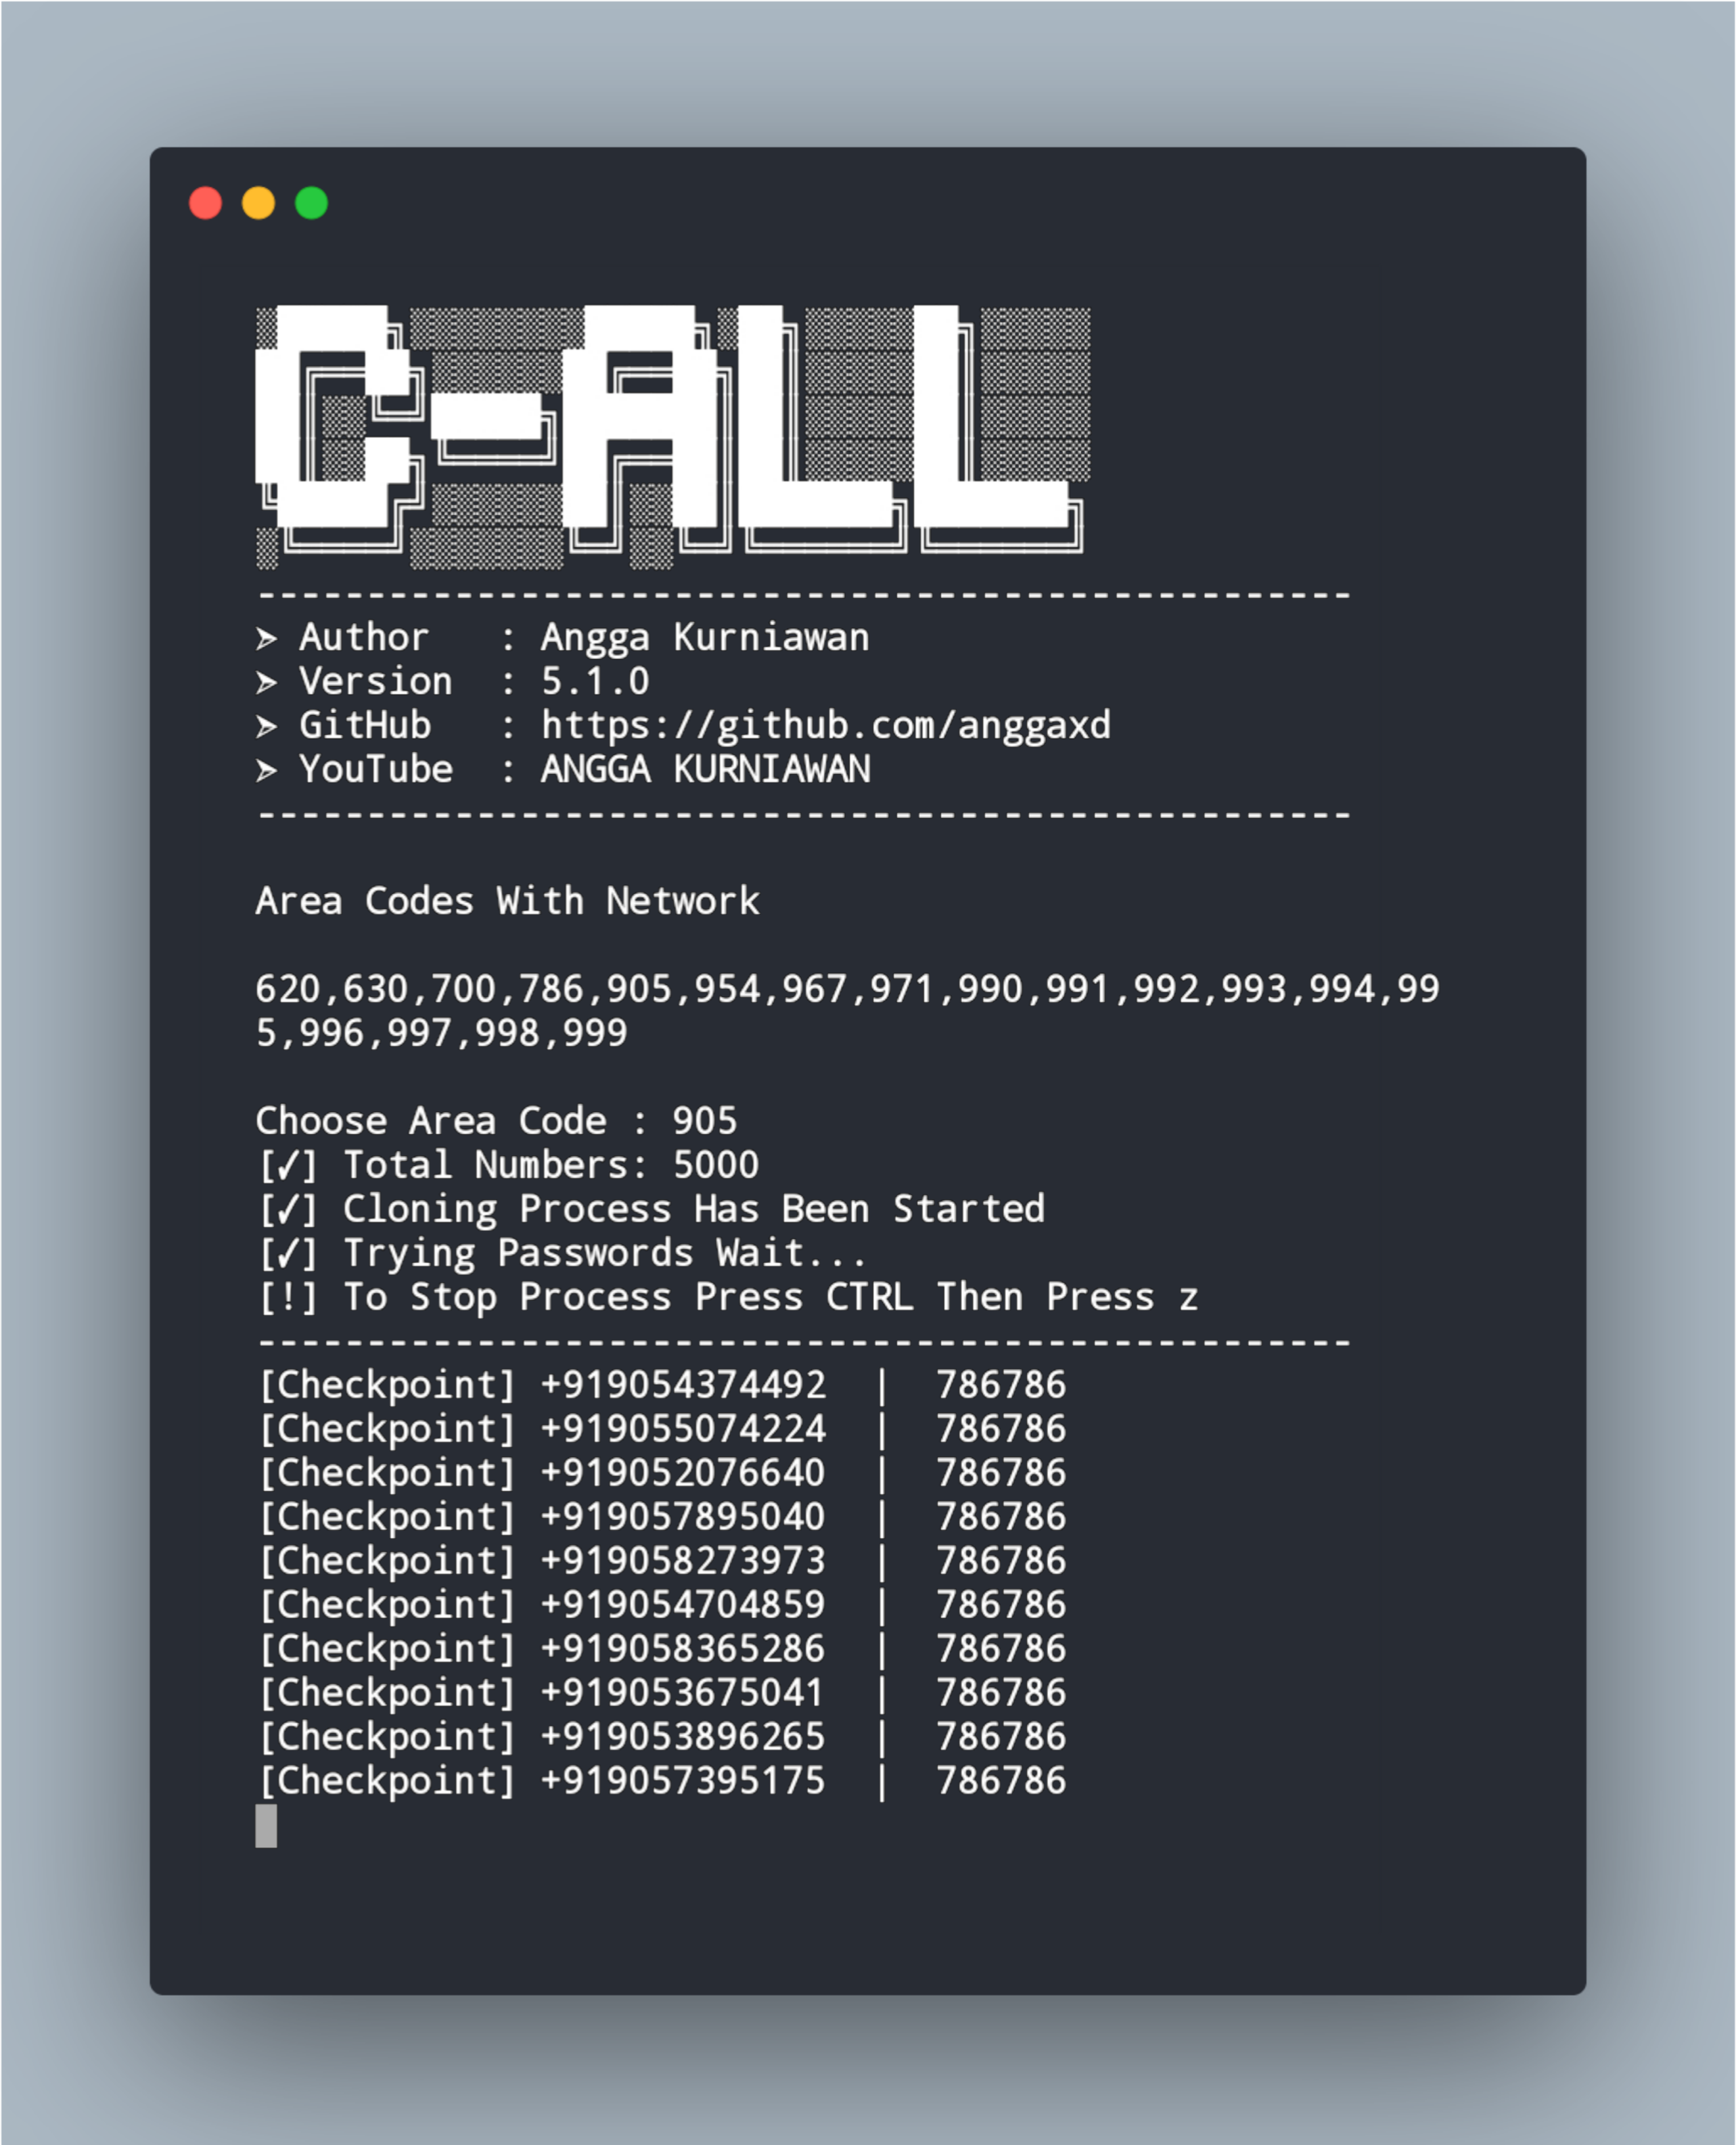 C-ALL
--------------------------------------------------
➤ Author   : Angga Kurniawan
➤ Version  : 5.1.0
➤ GitHub   : https://github.com/anggaxd
➤ YouTube  : ANGGA KURNIAWAN
--------------------------------------------------
Area Codes With Network
620,630,700,786,905,954,967,971,990,991,992,993,994,99
5,996,997,998,999
Choose Area Code : 905
[✓] Total Numbers: 5000
[✓] Cloning Process Has Been Started
[✓] Trying Passwords Wait...
[!] To Stop Process Press CTRL Then Press z
--------------------------------------------------
[Checkpoint] +919054374492  |  786786
[Checkpoint] +919055074224  |  786786
[Checkpoint] +919052076640  |  786786
[Checkpoint] +919057895040  |  786786
[Checkpoint] +919058273973  |  786786
[Checkpoint] +919054704859  |  786786
[Checkpoint] +919058365286  |  786786
[Checkpoint] +919053675041  |  786786
[Checkpoint] +919053896265  |  786786
[Checkpoint] +919057395175  |  786786